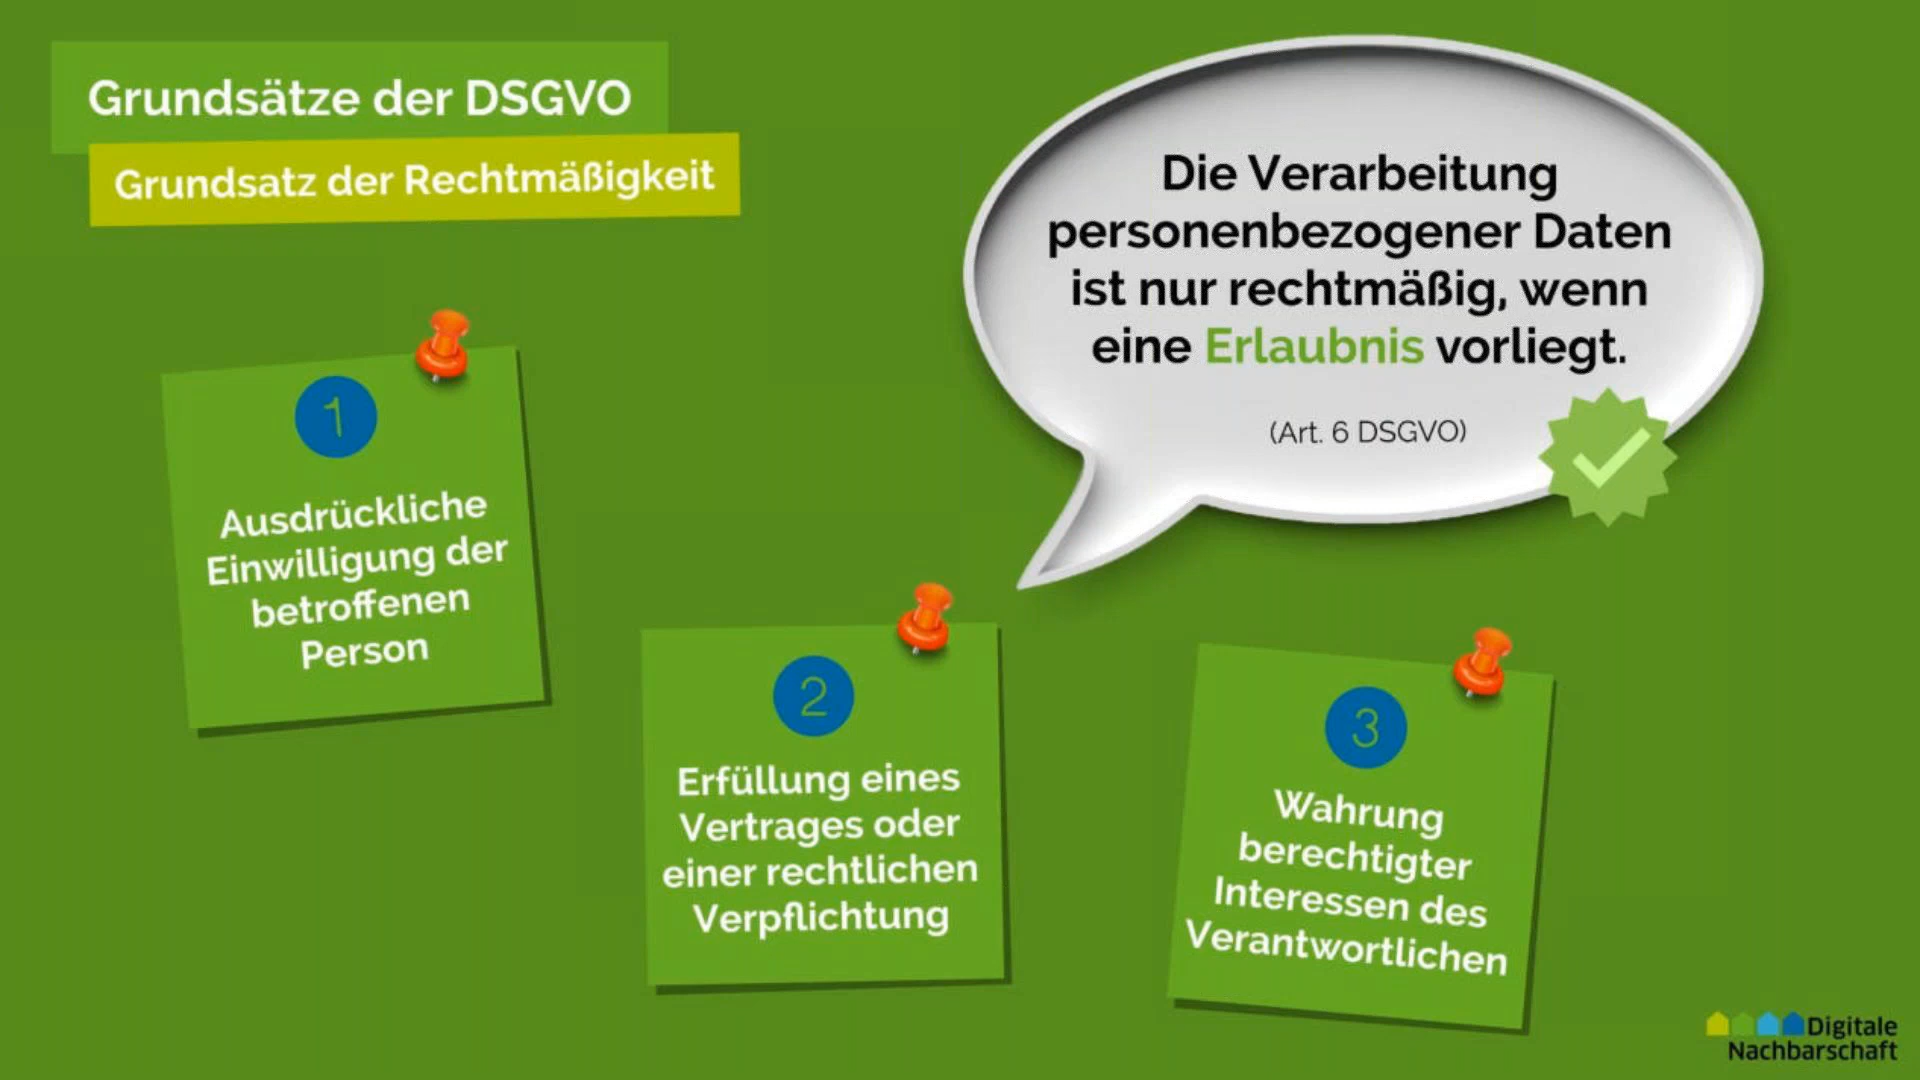 Grundsätze der DSGVO
Grundsatz der Rechtmäßigkeit
Die Verarbeitung
personenbezogener Daten
ist nur rechtmäßig, wenn
eine Erlaubnis vorliegt.
(Art. 6 DSGVO)
1
Ausdrückliche
Einwilligung der
betroffenen
Person
2
Erfüllung eines
Vertrages oder
einer rechtlichen
Verpflichtung
3
Wahrung
berechtigter
Interessen des
Verantwortlichen
Digitale
Nachbarschaft